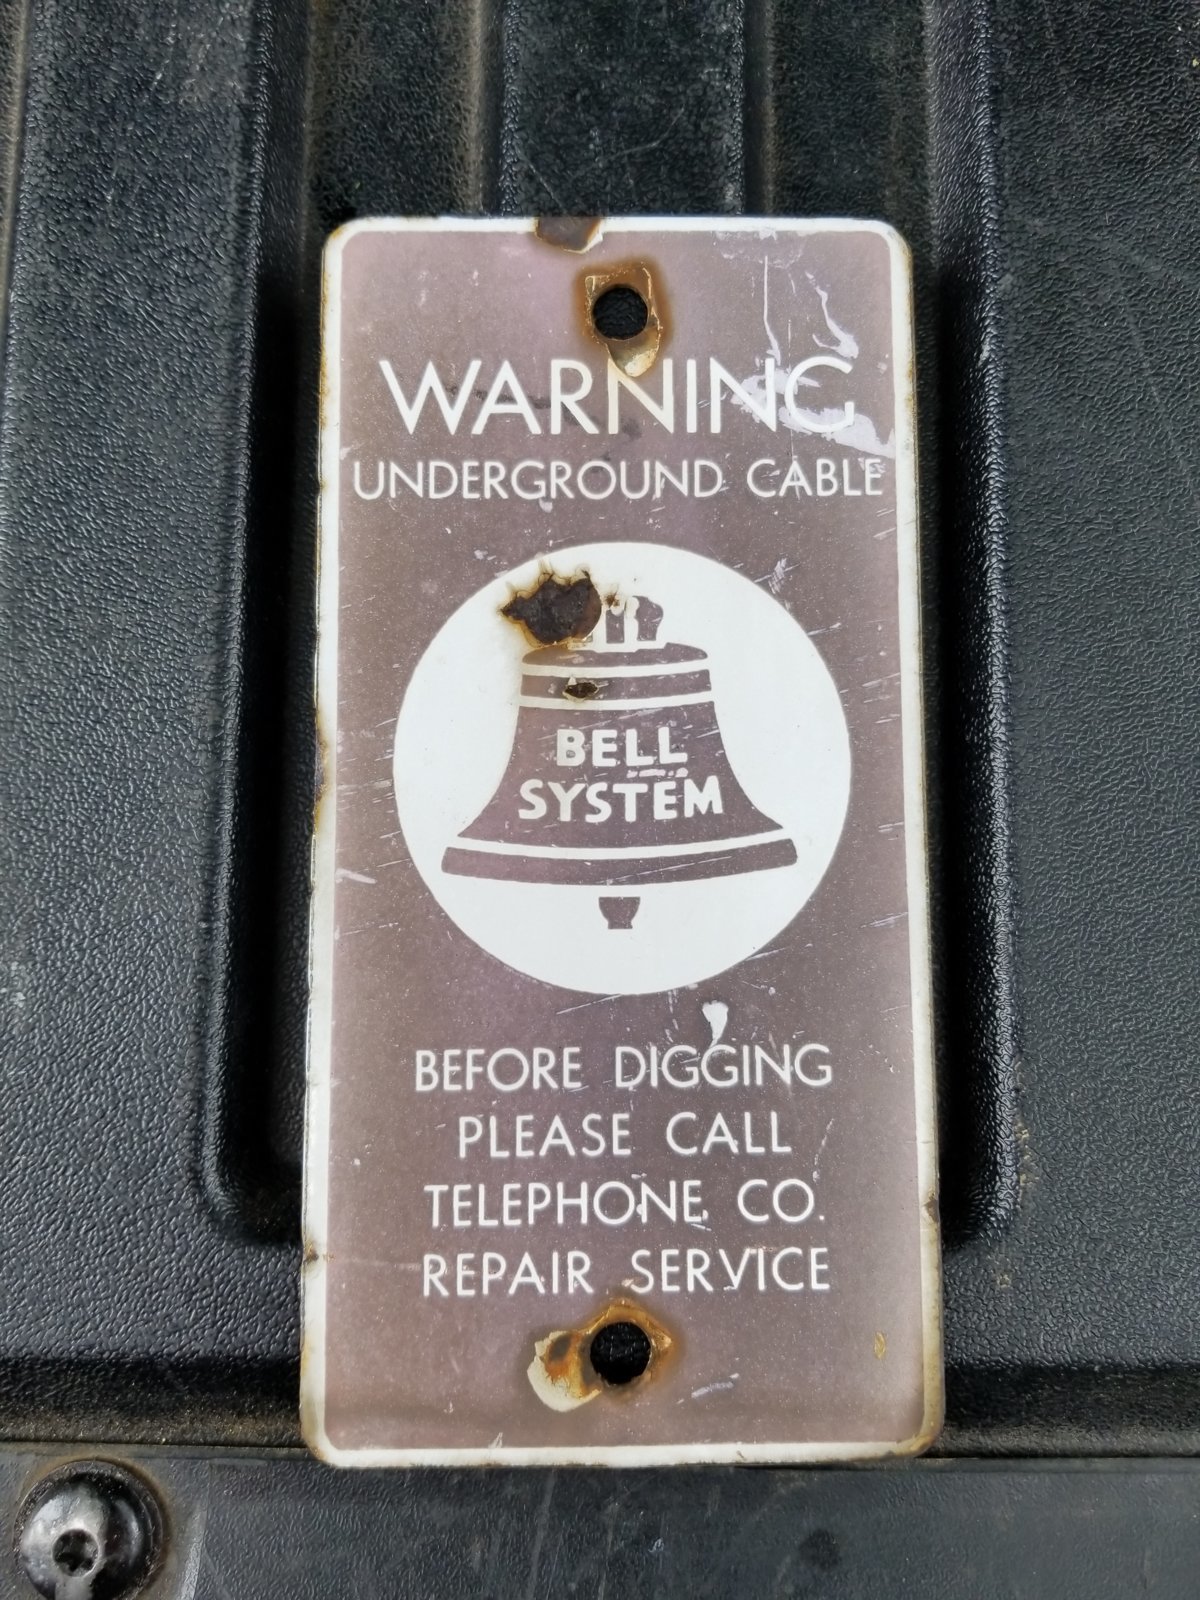 WARNING
UNDERGROUND CABLE
BELL
SYSTEM
BEFORE DIGGING
PLEASE CALL
TELEPHONE CO.
REPAIR SERVICE